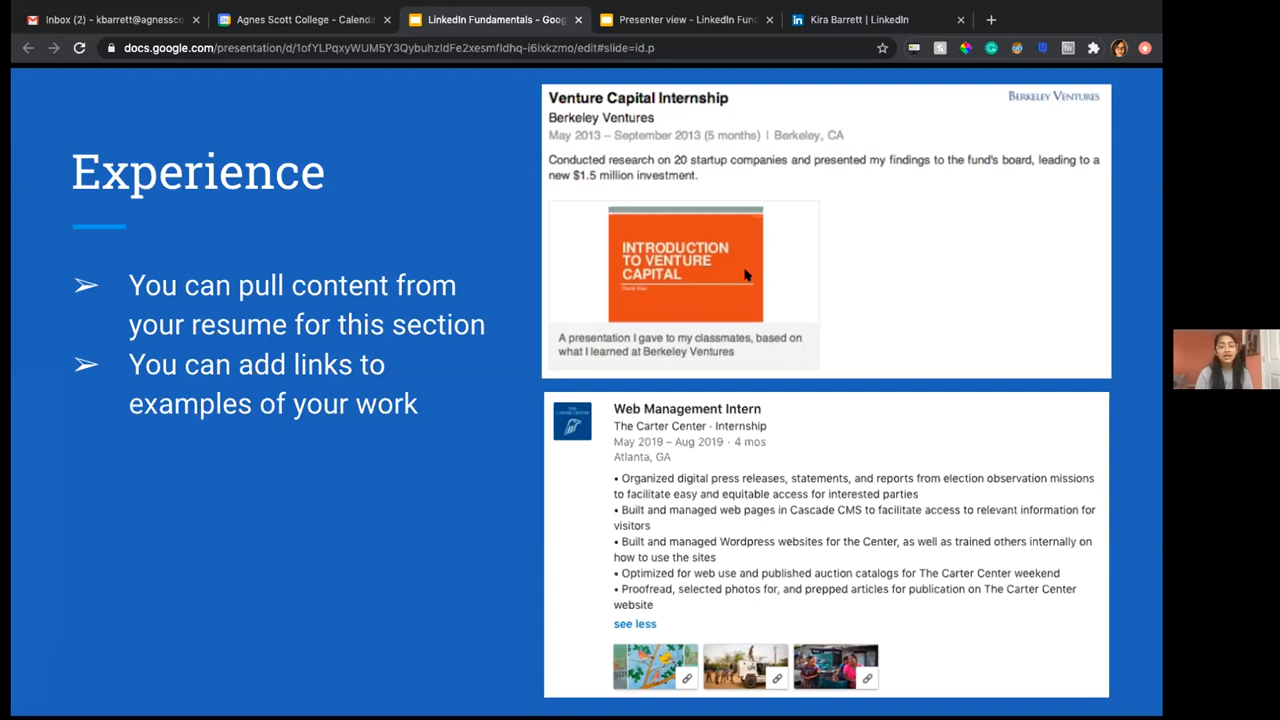 Inbox (2) - kbarrett@agnessco
Agnes Scott College - Calenda
LinkedIn Fundamentals - Goog
Presenter view - LinkedIn Fund
Kira Barrett | LinkedIn
docs.google.com/presentation/d/1ofYLPqxyWUM5Y3QybuhzIdFe2xesmfIdhq-i6ixkzmo/edit#slide=id.p
Experience
➢ You can pull content from
your resume for this section
➢ You can add links to
examples of your work
Venture Capital Internship
BERKELEY VENTURES
Berkeley Ventures
May 2013 – September 2013 (5 months) | Berkeley, CA
Conducted research on 20 startup companies and presented my findings to the fund's board, leading to a
new $1.5 million investment.
INTRODUCTION
TO VENTURE
CAPITAL
A presentation I gave to my classmates, based on
what I learned at Berkeley Ventures
THE
CARTER CENTER
Web Management Intern
The Carter Center · Internship
May 2019 – Aug 2019 · 4 mos
Atlanta, GA
• Organized digital press releases, statements, and reports from election observation missions
to facilitate easy and equitable access for interested parties
• Built and managed web pages in Cascade CMS to facilitate access to relevant information for
visitors
• Built and managed Wordpress websites for the Center, as well as trained others internally on
how to use the sites
• Optimized for web use and published auction catalogs for The Carter Center weekend
• Proofread, selected photos for, and prepped articles for publication on The Carter Center
website
see less